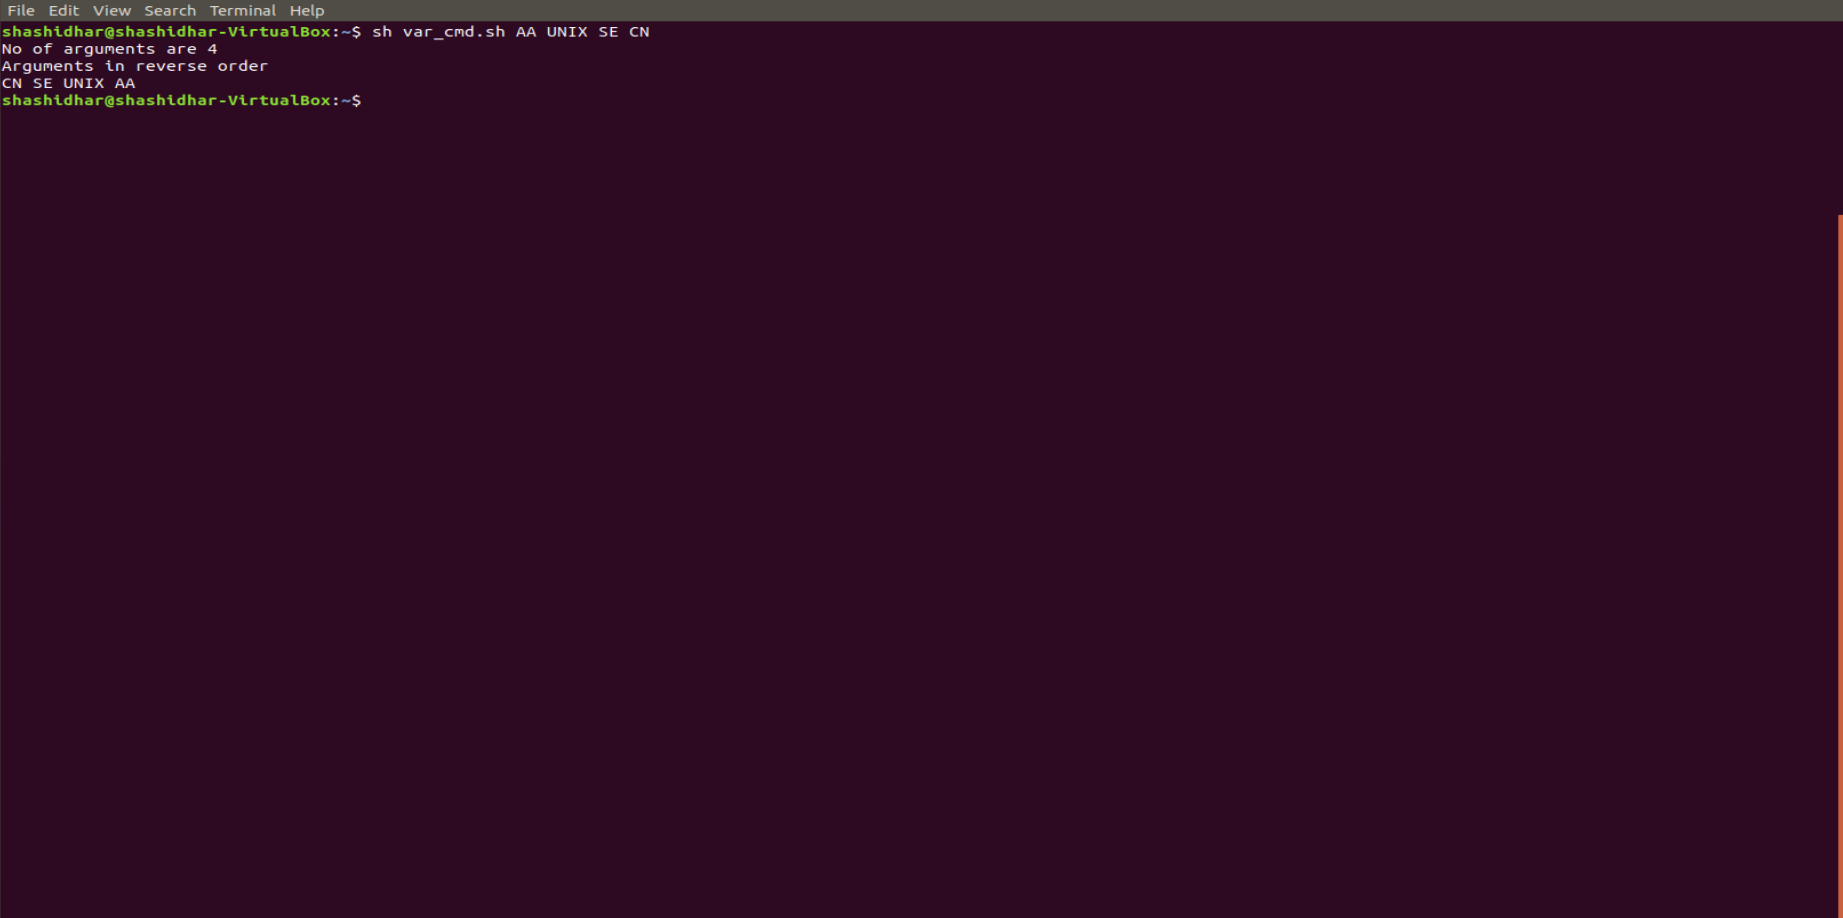 File Edit View Search Terminal Help
shashidhar@shashidhar-VirtualBox:~$ sh var_cmd.sh AA UNIX SE CN
No of arguments are 4
Arguments in reverse order
CN SE UNIX AA
shashidhar@shashidhar-VirtualBox:~$